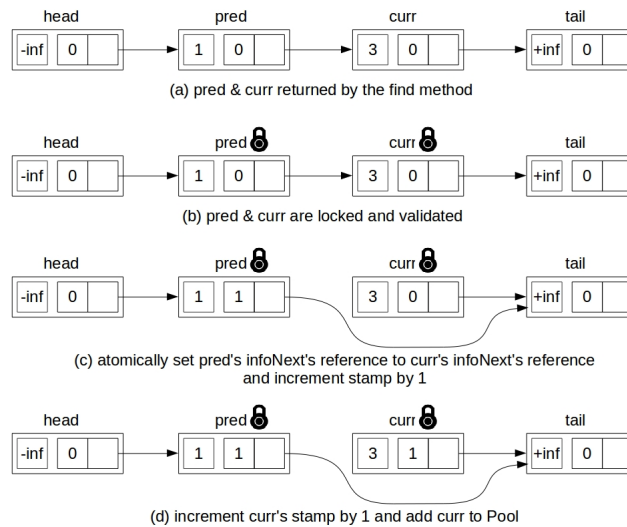 head pred curr tail
-inf 0 1 0 3 0 +inf 0
(a) pred & curr returned by the find method
head pred curr tail
-inf 0 1 0 3 0 +inf 0
(b) pred & curr are locked and validated
head pred curr tail
-inf 0 1 1 3 0 +inf 0
(c) atomically set pred's infoNext's reference to curr's infoNext's reference
and increment stamp by 1
head pred curr tail
-inf 0 1 1 3 1 +inf 0
(d) increment curr's stamp by 1 and add curr to Pool